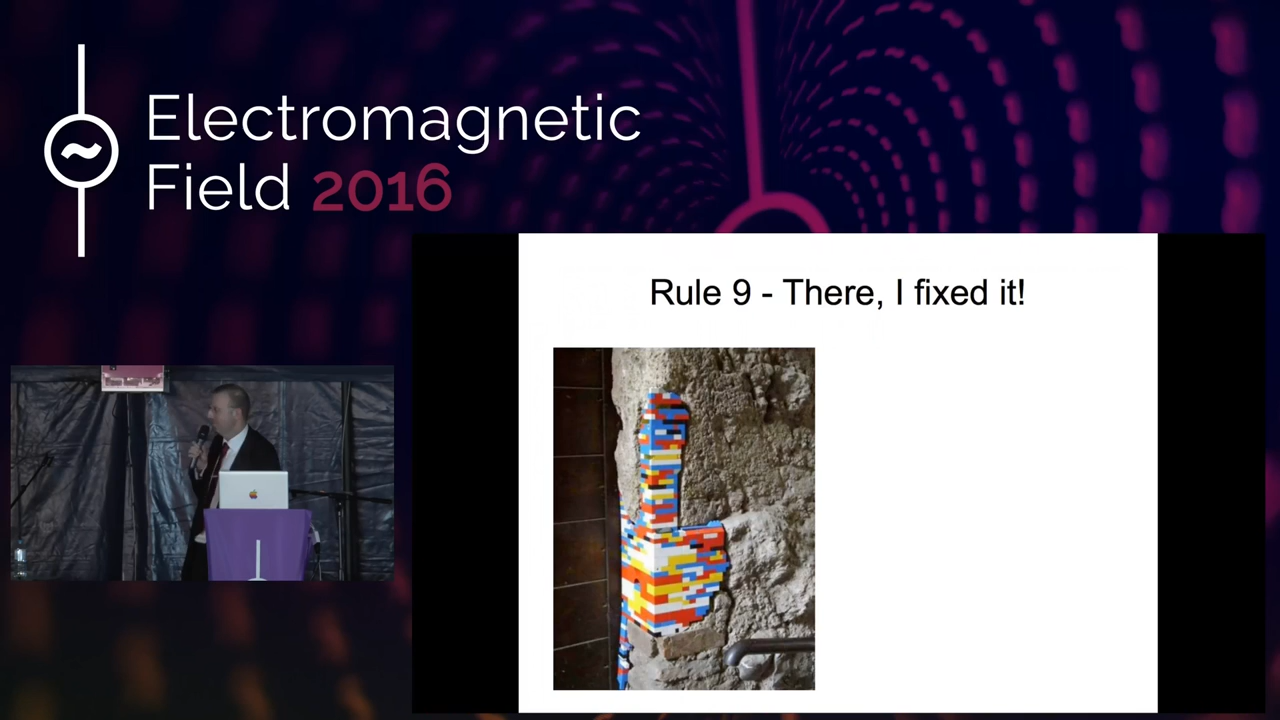 Electromagnetic
Field 2016
Rule 9 - There, I fixed it!